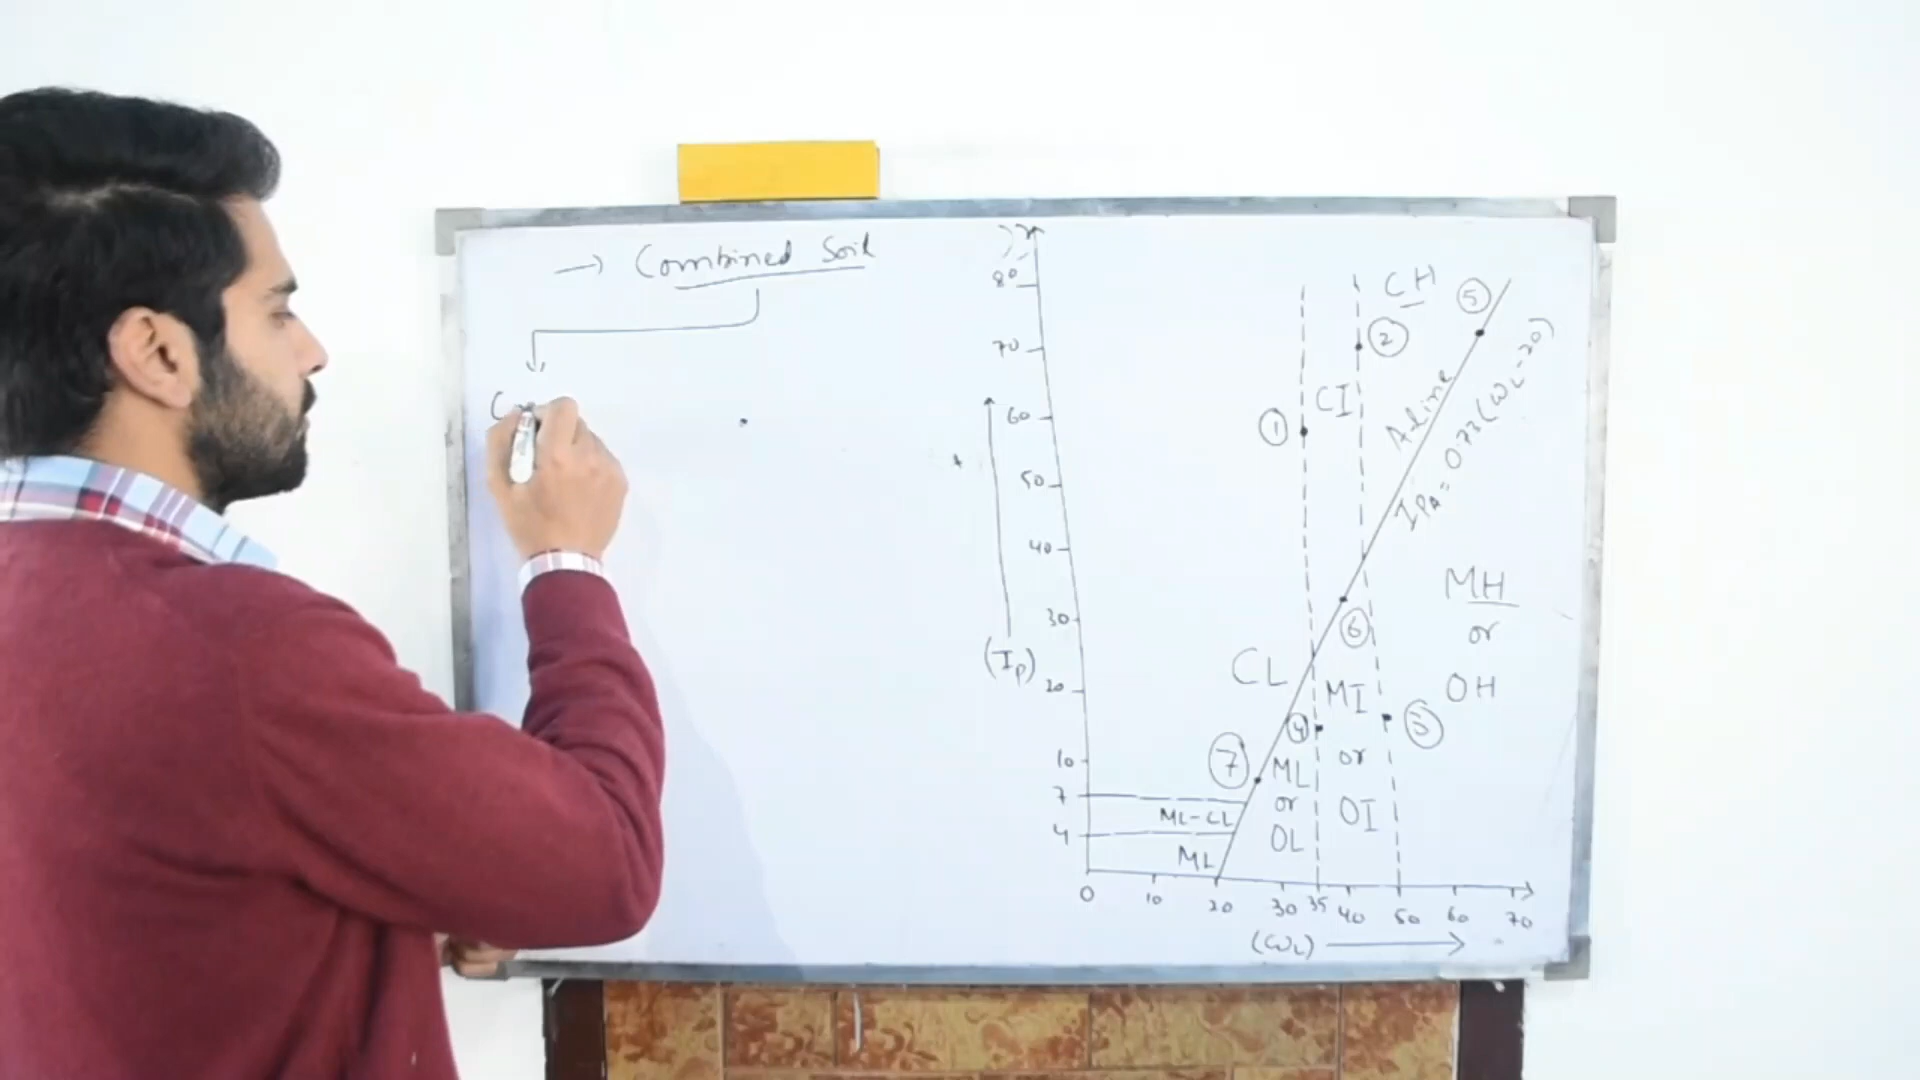 → Combined Soil
80
70
60
50
40
30
20
10
7
4
(Ip)
0
10
20
30
35
40
50
60
70
(WL)
CH
5
2
CI
1
A-Line
IPA = 0.73(WL-20)
6
MH
or
OH
CL
MI
or
OI
4
3
7
ML
or
OL
ML-CL
ML